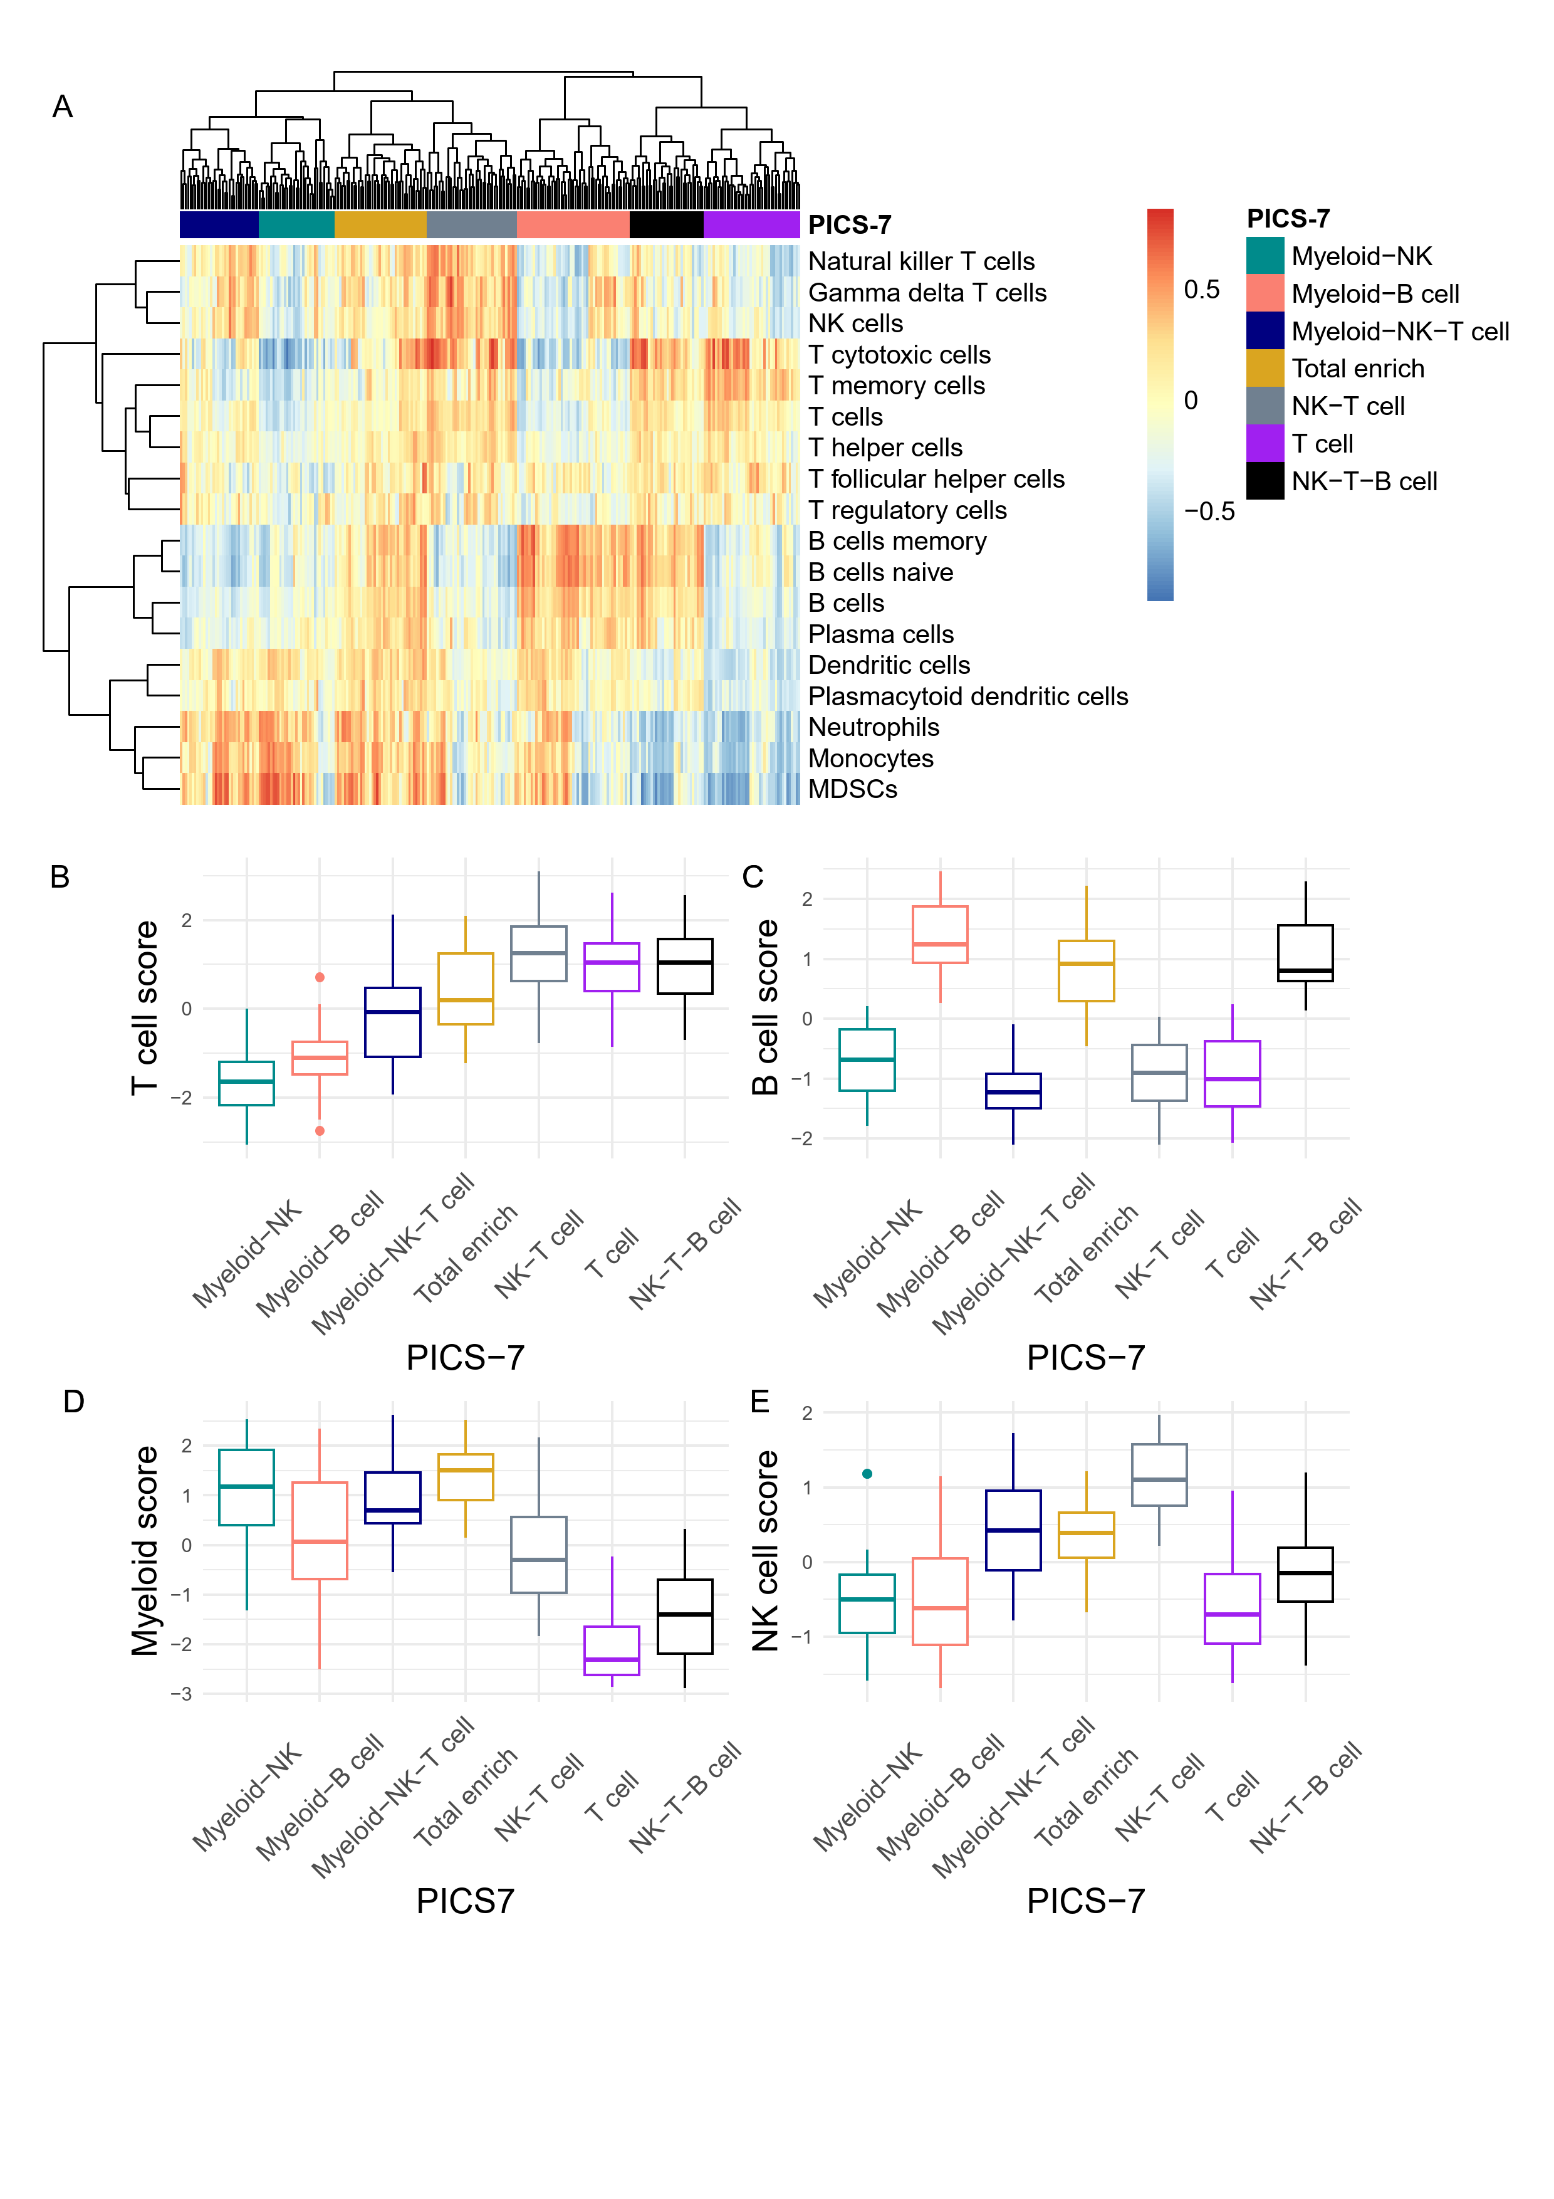 A
PICS-7
Natural killer T cells
Gamma delta T cells
NK cells
T cytotoxic cells
T memory cells
T cells
T helper cells
T follicular helper cells
T regulatory cells
B cells memory
B cells naive
B cells
Plasma cells
Dendritic cells
Plasmacytoid dendritic cells
Neutrophils
Monocytes
MDSCs
0.5
0
−0.5
PICS-7
Myeloid−NK
Myeloid−B cell
Myeloid−NK−T cell
Total enrich
NK−T cell
T cell
NK−T−B cell
B
T cell score
2
0
−2
Myeloid−NK
Myeloid−B cell
Myeloid−NK−T cell
Total enrich
NK−T cell
T cell
NK−T−B cell
PICS−7
C
B cell score
2
1
0
−1
−2
Myeloid−NK
Myeloid−B cell
Myeloid−NK−T cell
Total enrich
NK−T cell
T cell
NK−T−B cell
PICS−7
D
Myeloid score
2
1
0
−1
−2
−3
Myeloid−NK
Myeloid−B cell
Myeloid−NK−T cell
Total enrich
NK−T cell
T cell
NK−T−B cell
PICS7
E
NK cell score
2
1
0
−1
Myeloid−NK
Myeloid−B cell
Myeloid−NK−T cell
Total enrich
NK−T cell
T cell
NK−T−B cell
PICS−7